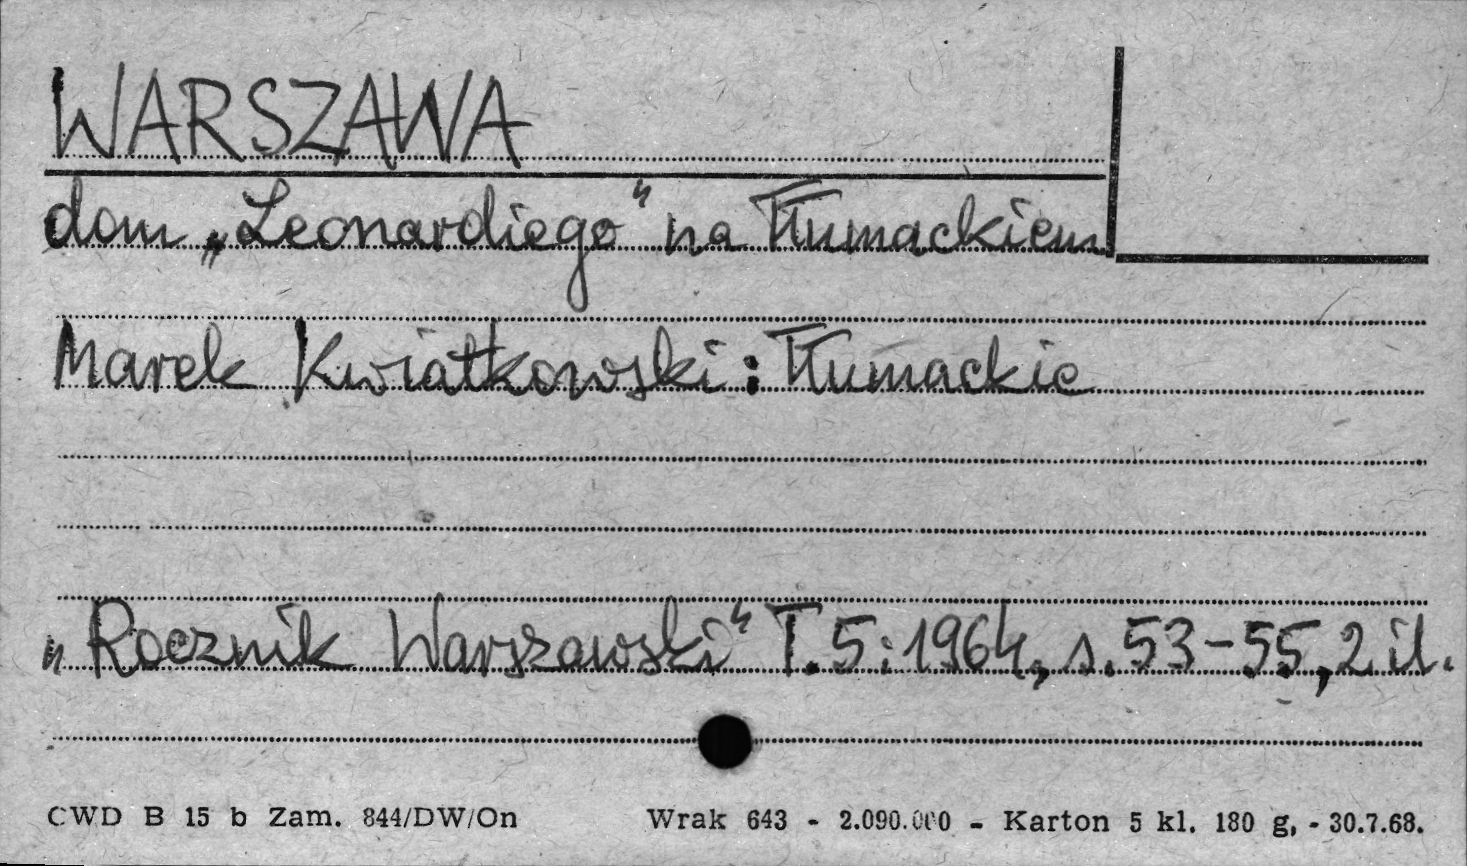 WARSZAWA
dom „Leonardiego" na Tłumackiem
Marek Kwiatkowski : Tłumackie
„Rocznik Warszawski" T. 5 : 1964, s. 53-55, 2 il.
CWD B 15 b Zam. 844/DW/On Wrak 643 - 2.090.000 - Karton 5 kl. 180 g, - 30.7.68.